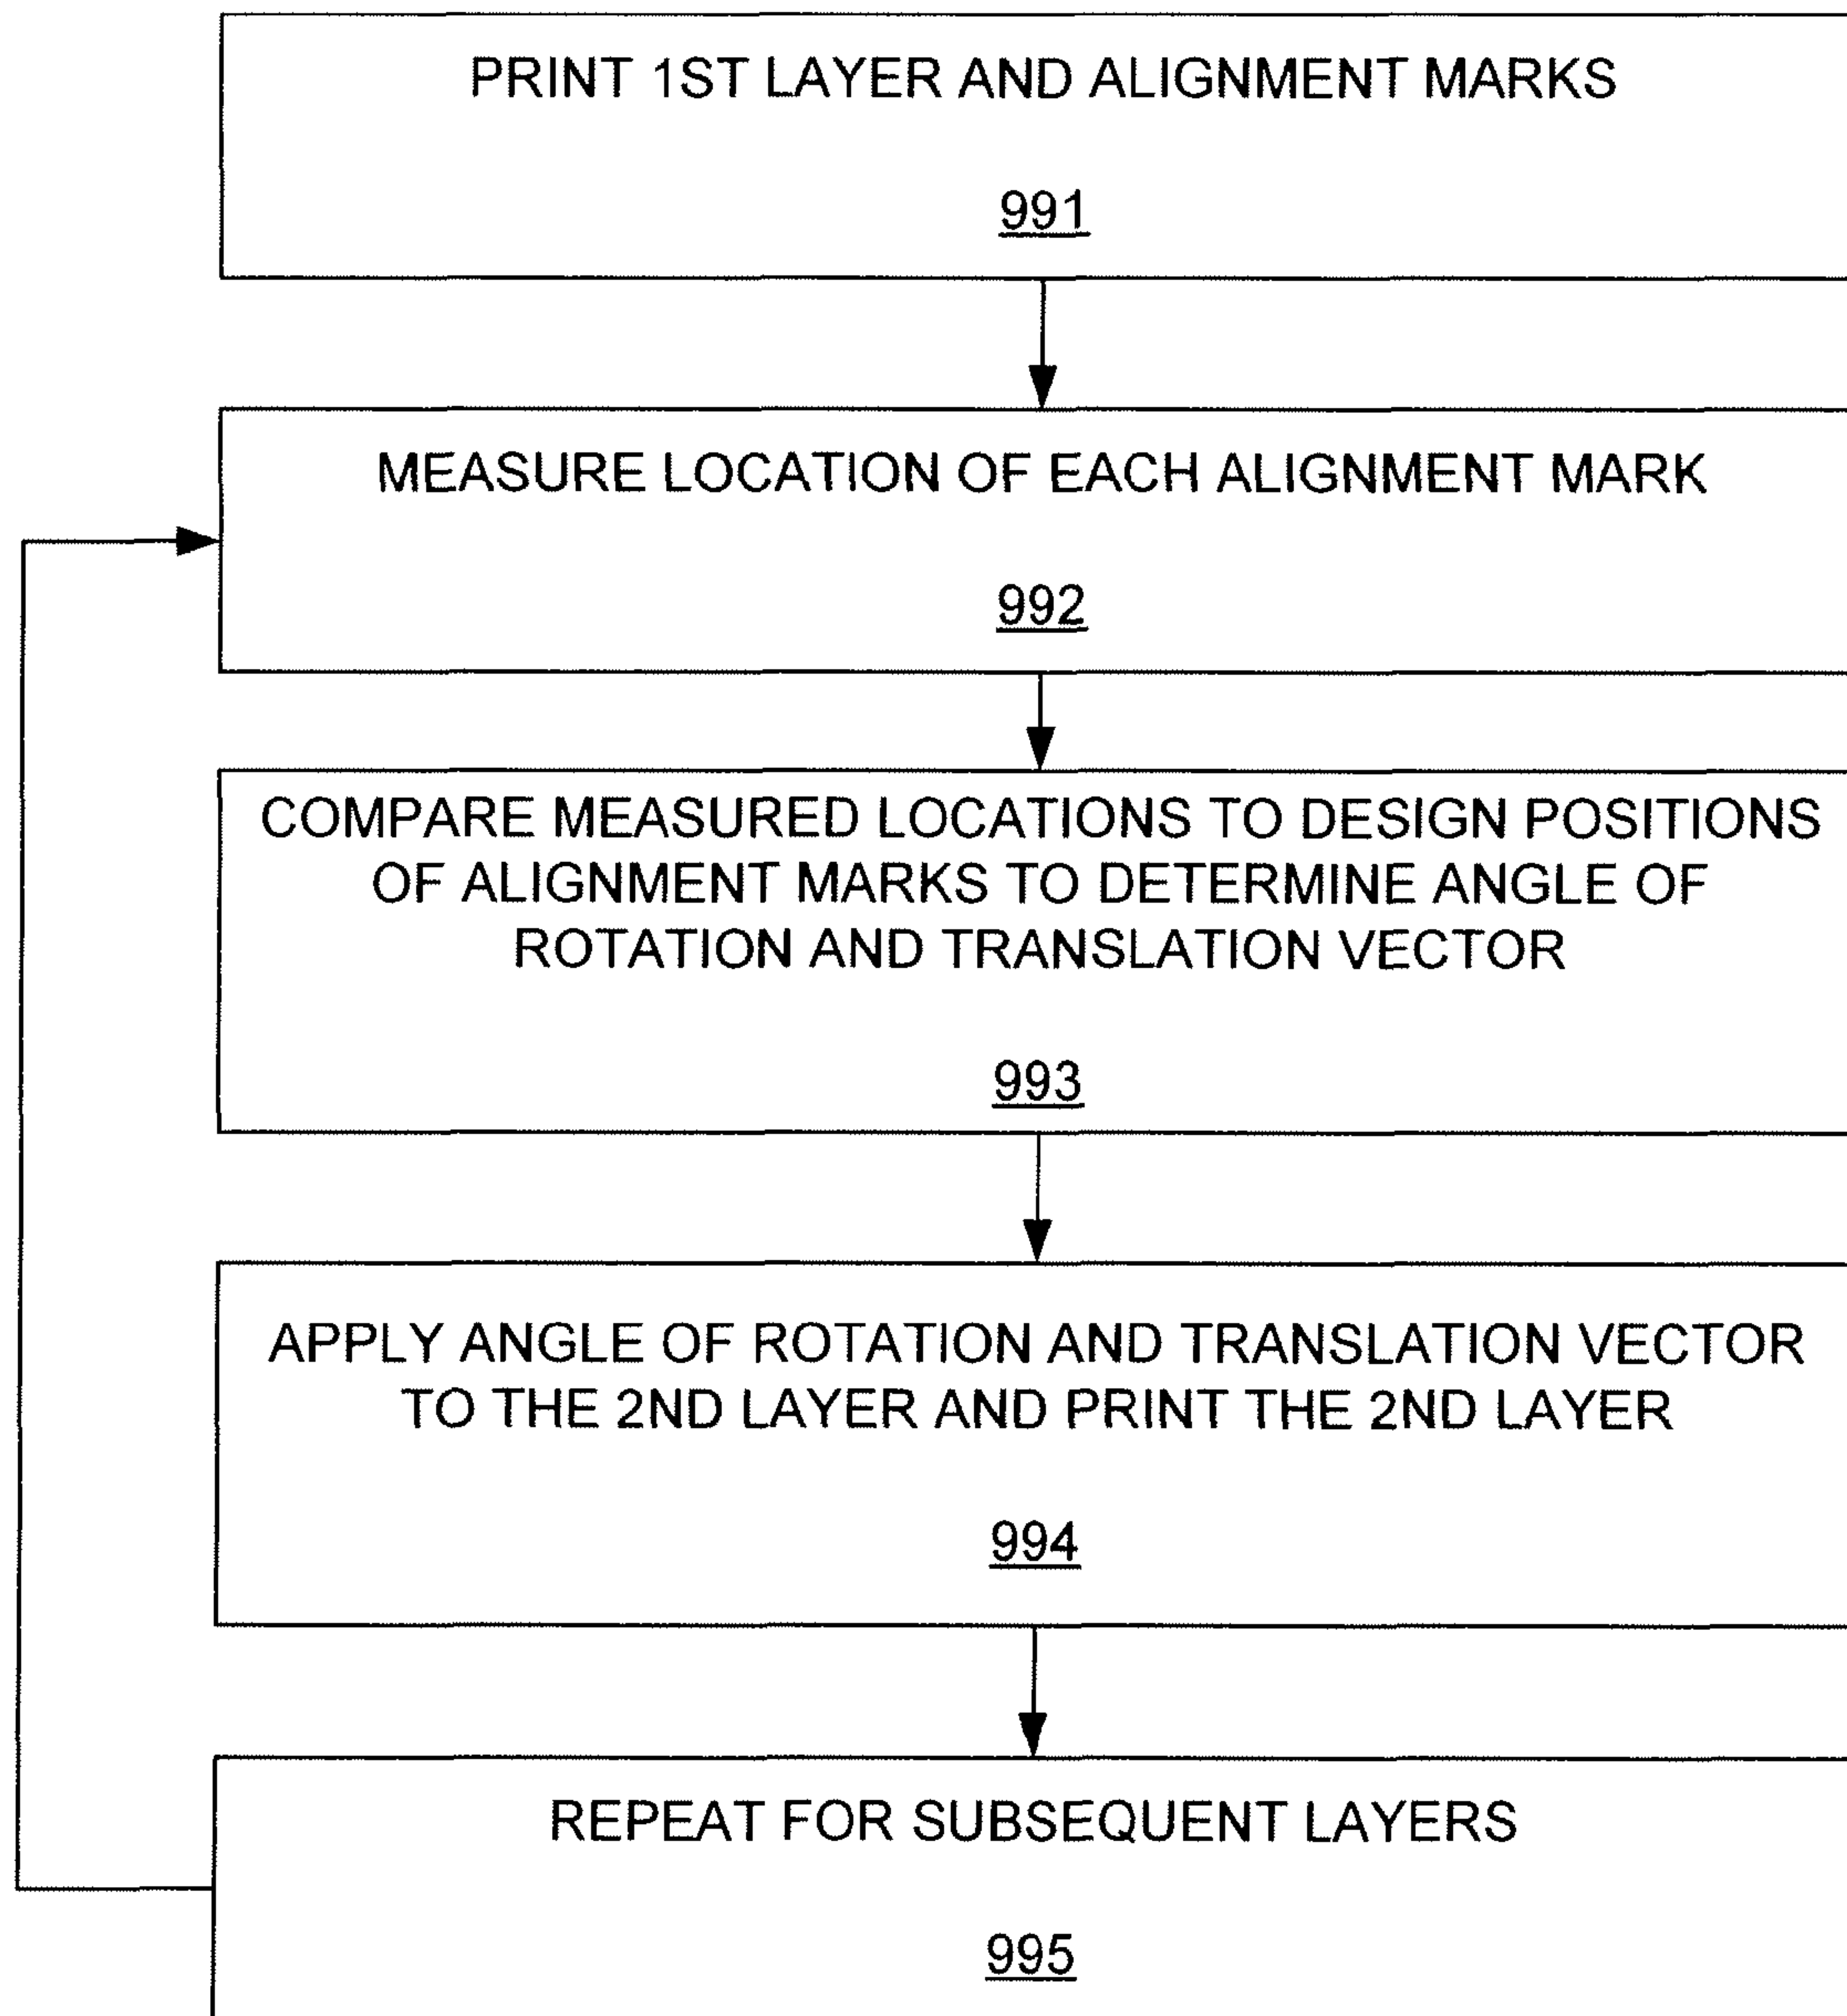 PRINT 1ST LAYER AND ALIGNMENT MARKS
991
MEASURE LOCATION OF EACH ALIGNMENT MARK
992
COMPARE MEASURED LOCATIONS TO DESIGN POSITIONS
OF ALIGNMENT MARKS TO DETERMINE ANGLE OF
ROTATION AND TRANSLATION VECTOR
993
APPLY ANGLE OF ROTATION AND TRANSLATION VECTOR
TO THE 2ND LAYER AND PRINT THE 2ND LAYER
994
REPEAT FOR SUBSEQUENT LAYERS
995